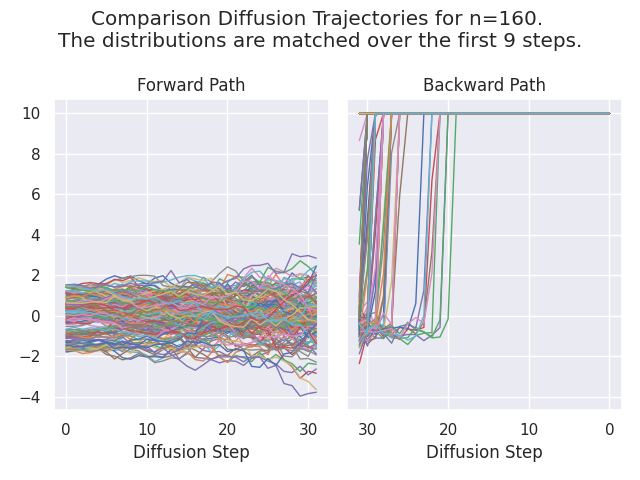 Comparison Diffusion Trajectories for n=160.
The distributions are matched over the first 9 steps.
Forward Path
Backward Path
10
8
6
4
2
0
−2
−4
0
10
20
30
30
20
10
0
Diffusion Step
Diffusion Step